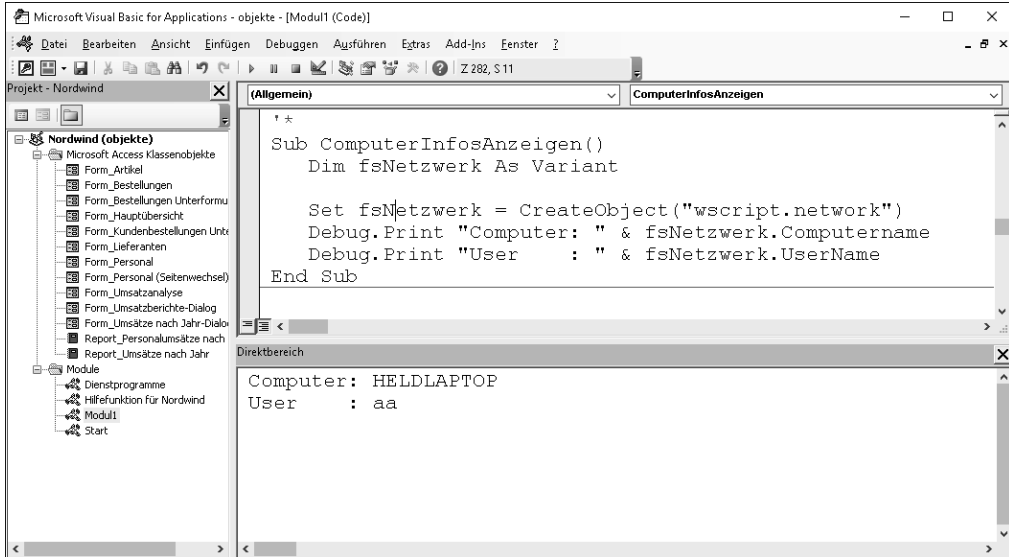 Microsoft Visual Basic for Applications - objekte - [Modul1 (Code)]
Datei Bearbeiten Ansicht Einfügen Debuggen Ausführen Extras Add-Ins Fenster ?
Z 282, S 11
Projekt - Nordwind
Nordwind (objekte)
Microsoft Access Klassenobjekte
Form_Artikel
Form_Bestellungen
Form_Bestellungen Unterformu
Form_Hauptübersicht
Form_Kundenbestellungen Unte
Form_Lieferanten
Form_Personal
Form_Personal (Seitenwechsel)
Form_Umsatzanalyse
Form_Umsatzberichte-Dialog
Form_Umsätze nach Jahr-Dialo
Report_Personalumsätze nach
Report_Umsätze nach Jahr
Module
Dienstprogramme
Hilfefunktion für Nordwind
Modul1
Start
(Allgemein) ComputerInfosAnzeigen
'*
Sub ComputerInfosAnzeigen()
Dim fsNetzwerk As Variant
Set fsNetzwerk = CreateObject("wscript.network")
Debug.Print "Computer: " & fsNetzwerk.Computername
Debug.Print "User     : " & fsNetzwerk.UserName
End Sub
Direktbereich
Computer: HELDLAPTOP
User     : aa